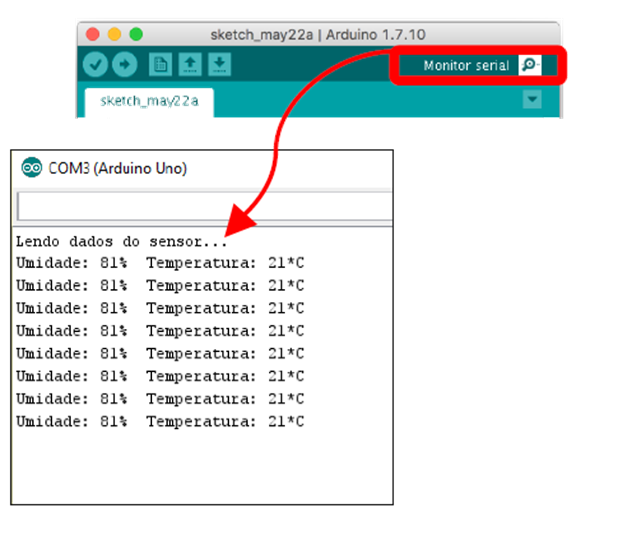 sketch_may22a | Arduino 1.7.10
Monitor serial
sketch_may22a
COM3 (Arduino Uno)
Lendo dados do sensor...
Umidade: 81% Temperatura: 21*C
Umidade: 81% Temperatura: 21*C
Umidade: 81% Temperatura: 21*C
Umidade: 81% Temperatura: 21*C
Umidade: 81% Temperatura: 21*C
Umidade: 81% Temperatura: 21*C
Umidade: 81% Temperatura: 21*C
Umidade: 81% Temperatura: 21*C